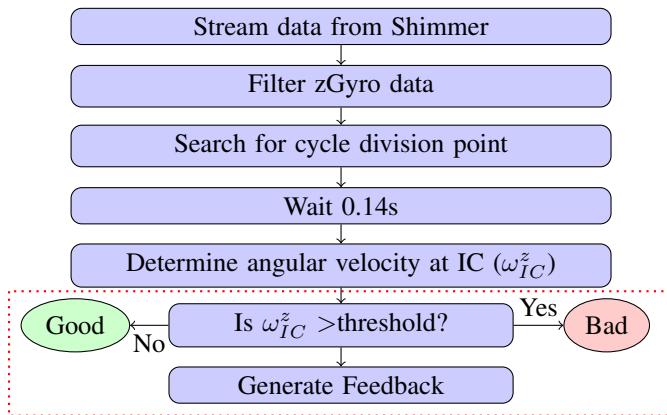 Stream data from Shimmer
Filter zGyro data
Search for cycle division point
Wait 0.14s
Determine angular velocity at IC (ω^z_IC)
Good
No
Is ω^z_IC >threshold?
Yes
Bad
Generate Feedback